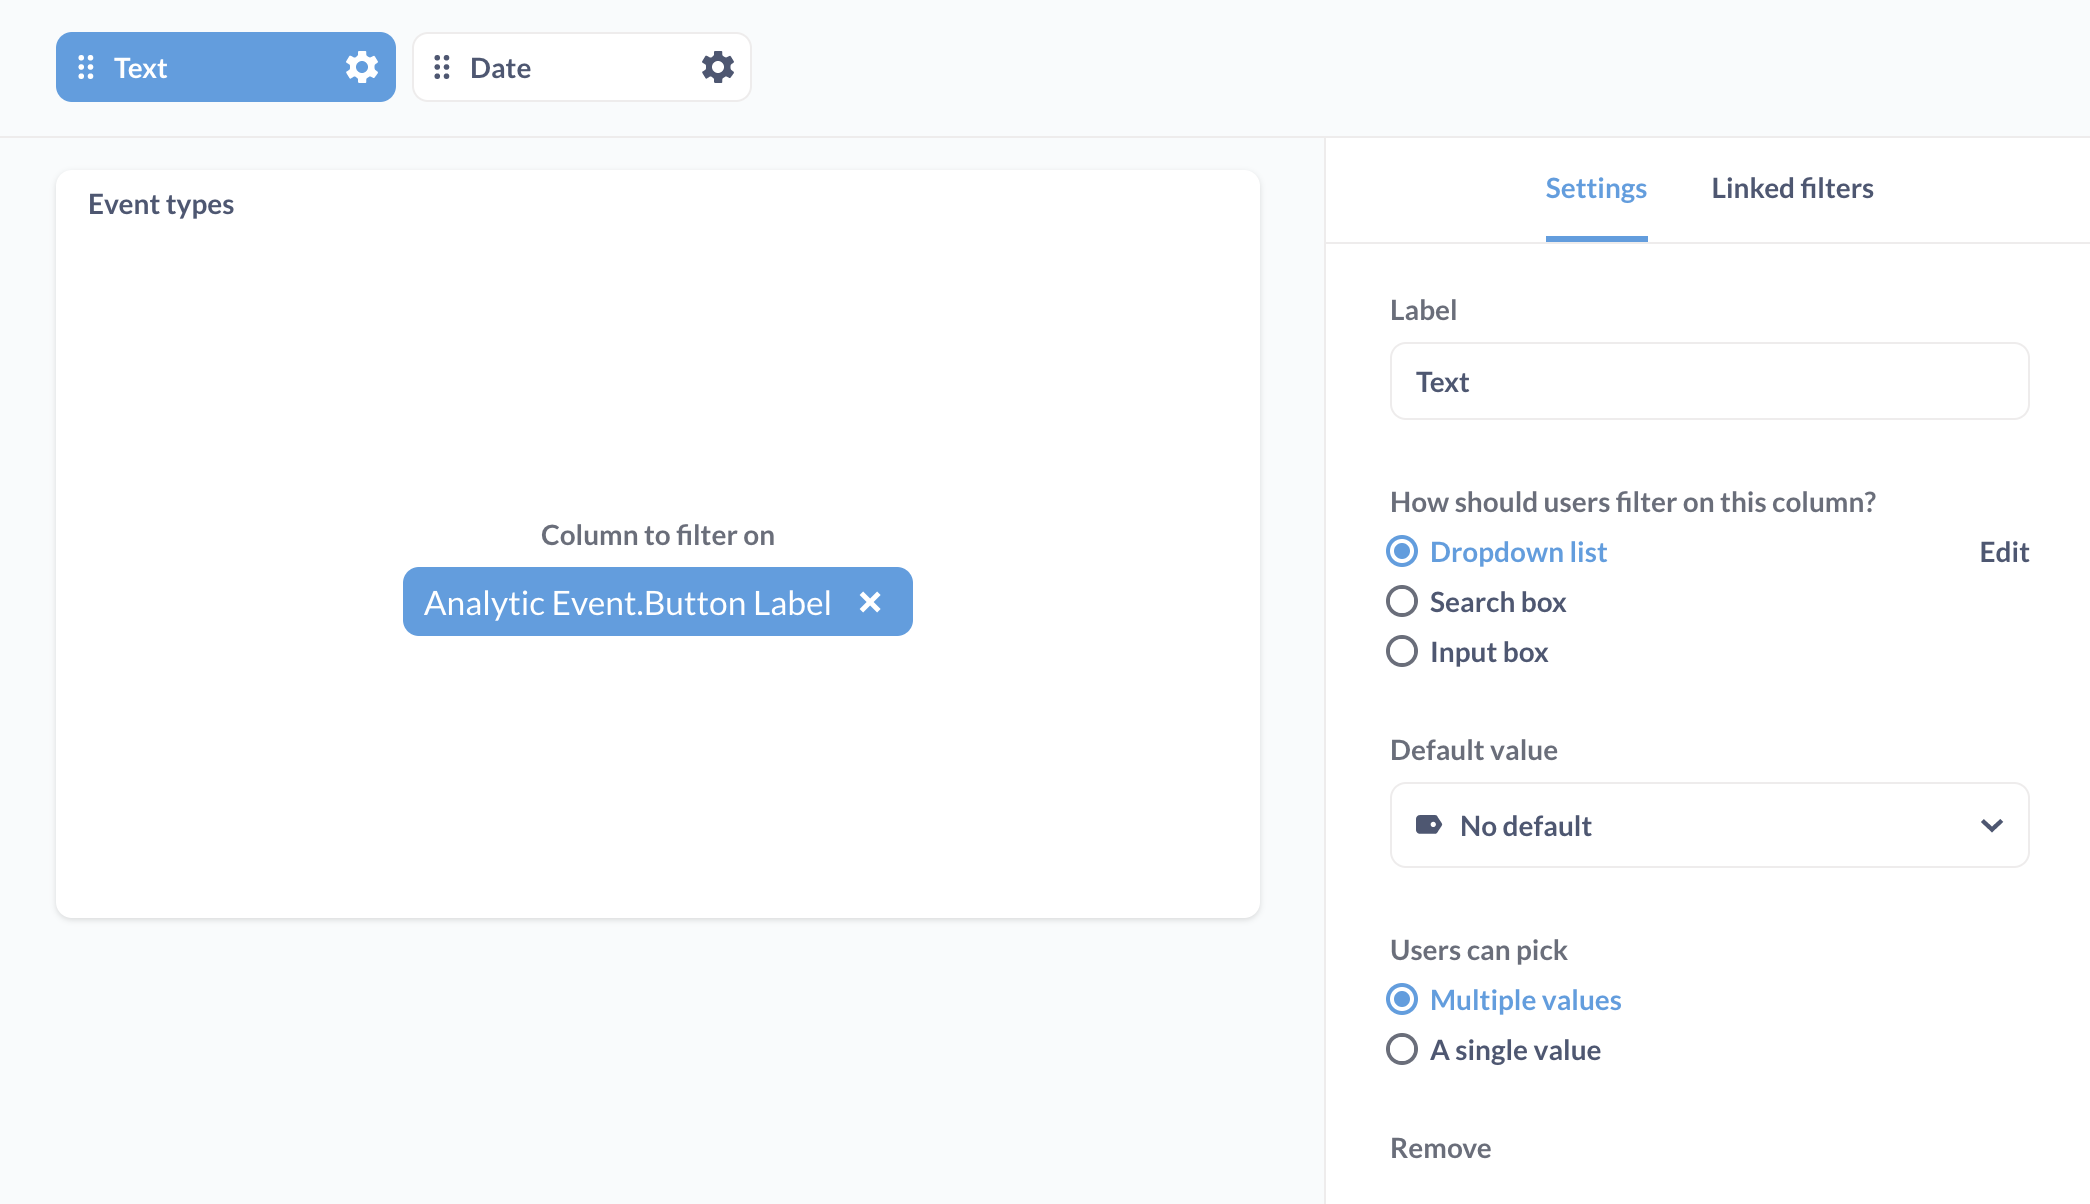 Text
Date
Event types
Column to filter on
Analytic Event.Button Label
Settings
Linked filters
Label
Text
How should users filter on this column?
Dropdown list
Edit
Search box
Input box
Default value
No default
Users can pick
Multiple values
A single value
Remove